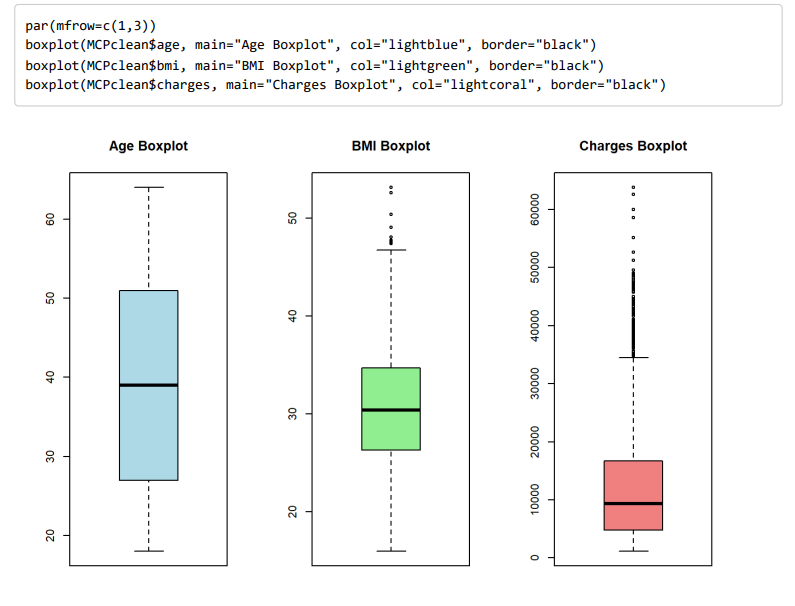 par(mfrow=c(1,3))
boxplot(MCPclean$age, main="Age Boxplot", col="lightblue", border="black")
boxplot(MCPclean$bmi, main="BMI Boxplot", col="lightgreen", border="black")
boxplot(MCPclean$charges, main="Charges Boxplot", col="lightcoral", border="black")
Age Boxplot
60
50
40
30
20
BMI Boxplot
50
40
30
20
Charges Boxplot
60000
50000
40000
30000
20000
10000
0